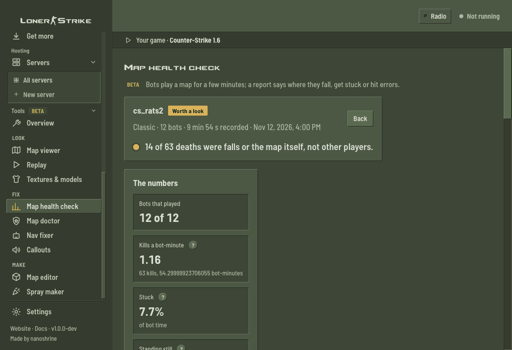 LONER STRIKE
Get more
Hosting
Servers
All servers
New server
Tools BETA
Overview
LOOK
Map viewer
Replay
Textures & models
FIX
Map health check
Map doctor
Nav fixer
Callouts
MAKE
Map editor
Spray maker
Settings
Website · Docs · v1.0.0-dev
Made by nanoshrine
Radio
Not running
Your game · Counter-Strike 1.6
MAP HEALTH CHECK
BETA Bots play a map for a few minutes; a report says where they fall, get stuck or hit errors.
cs_rats2 Worth a look
Classic · 12 bots · 9 min 54 s recorded · Nov 12, 2026, 4:00 PM
Back
14 of 63 deaths were falls or the map itself, not other players.
The numbers
Bots that played
12 of 12
Kills a bot-minute ?
1.16
63 kills, 54.29999923706055 bot-minutes
Stuck ?
7.7%
of bot time
Standing still ?